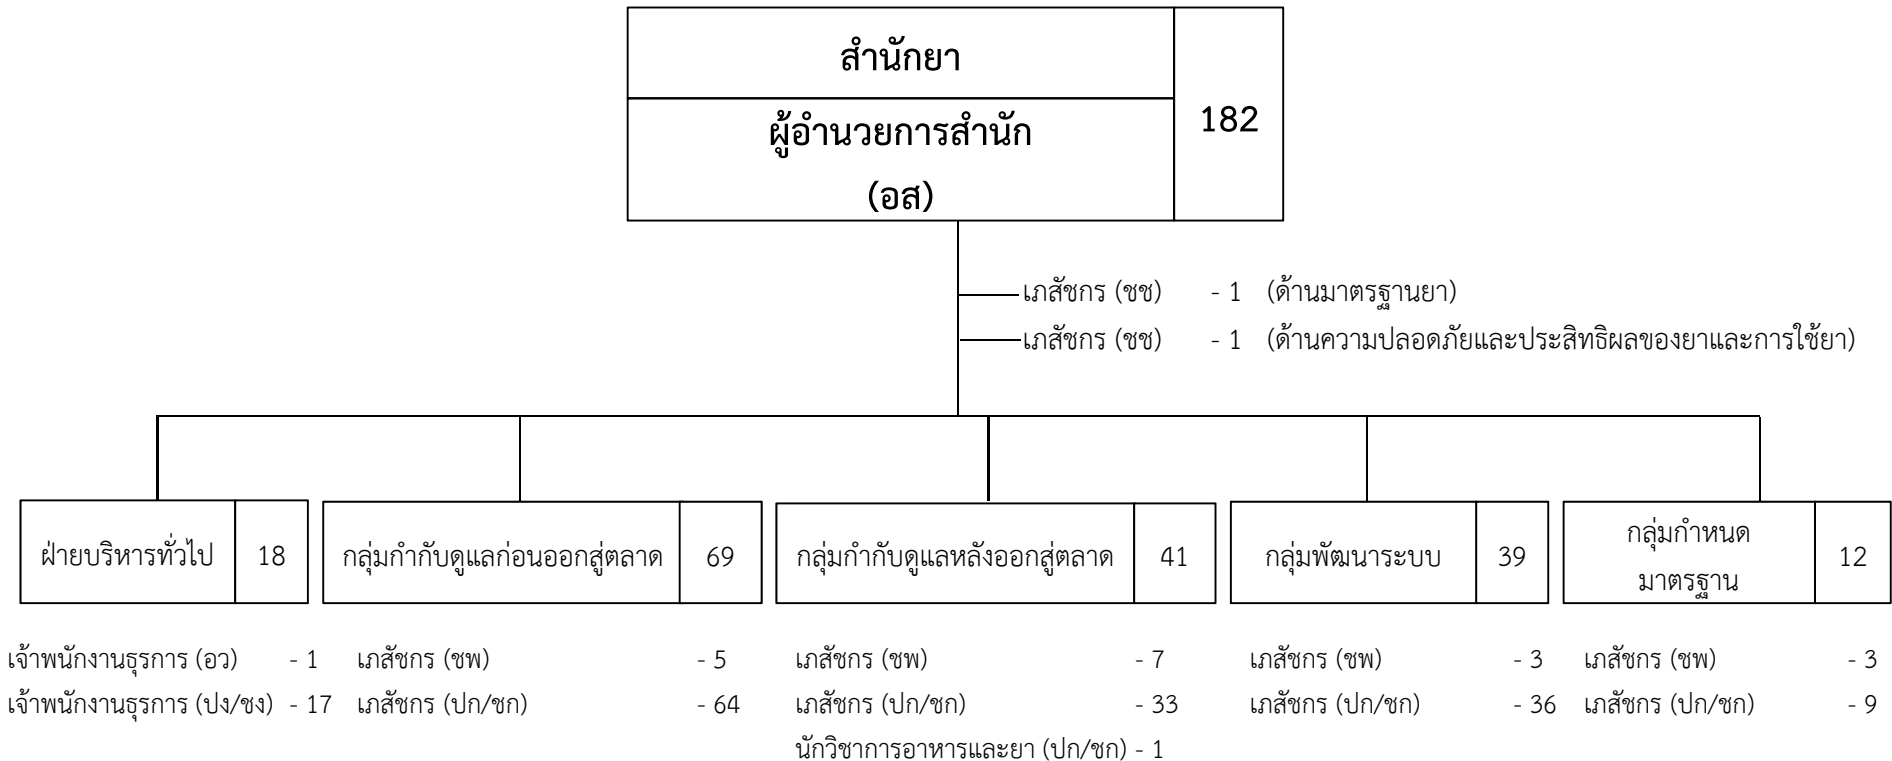 สำนักยา
182
ผู้อำนวยการสำนัก
(อส)
เภสัชกร (ชช) - 1 (ด้านมาตรฐานยา)
เภสัชกร (ชช) - 1 (ด้านความปลอดภัยและประสิทธิผลของยาและการใช้ยา)
ฝ่ายบริหารทั่วไป 18
เจ้าพนักงานธุรการ (อว) - 1
เจ้าพนักงานธุรการ (ปง/ชง) - 17
กลุ่มกำกับดูแลก่อนออกสู่ตลาด 69
เภสัชกร (ชพ) - 5
เภสัชกร (ปก/ชก) - 64
กลุ่มกำกับดูแลหลังออกสู่ตลาด 41
เภสัชกร (ชพ) - 7
เภสัชกร (ปก/ชก) - 33
นักวิชาการอาหารและยา (ปก/ชก) - 1
กลุ่มพัฒนาระบบ 39
เภสัชกร (ชพ) - 3
เภสัชกร (ปก/ชก) - 36
กลุ่มกำหนด
มาตรฐาน
12
เภสัชกร (ชพ) - 3
เภสัชกร (ปก/ชก) - 9